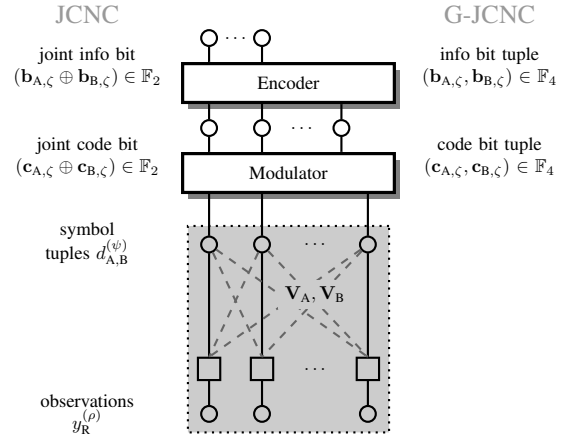 JCNC
G-JCNC
joint info bit
(b_{A,ζ} ⊕ b_{B,ζ}) ∈ 𝔽_2
...
Encoder
info bit tuple
(b_{A,ζ}, b_{B,ζ}) ∈ 𝔽_4
joint code bit
(c_{A,ζ} ⊕ c_{B,ζ}) ∈ 𝔽_2
...
Modulator
code bit tuple
(c_{A,ζ}, c_{B,ζ}) ∈ 𝔽_4
symbol
tuples d_{A,B}^{(ψ)}
...
V_A, V_B
...
observations
y_R^{(ρ)}